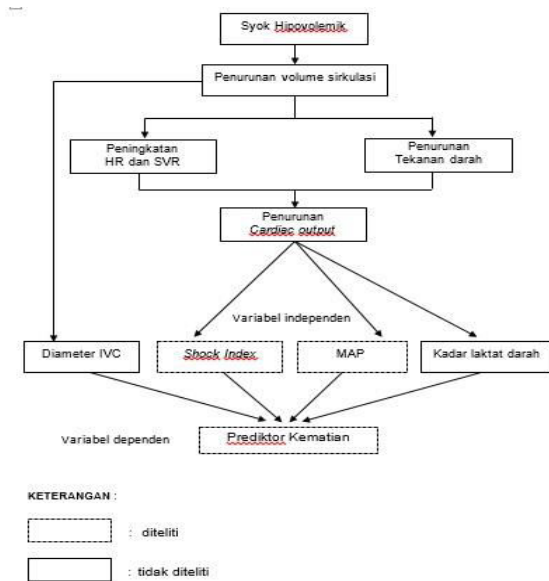 Syok Hipovolemik
Penurunan volume sirkulasi
Peningkatan
HR dan SVR
Penurunan
Tekanan darah
Penurunan
Cardiac output
Variabel independen
Diameter IVC
Shock Index
MAP
Kadar laktat darah
Variabel dependen
Prediktor Kematian
KETERANGAN :
: diteliti
: tidak diteliti